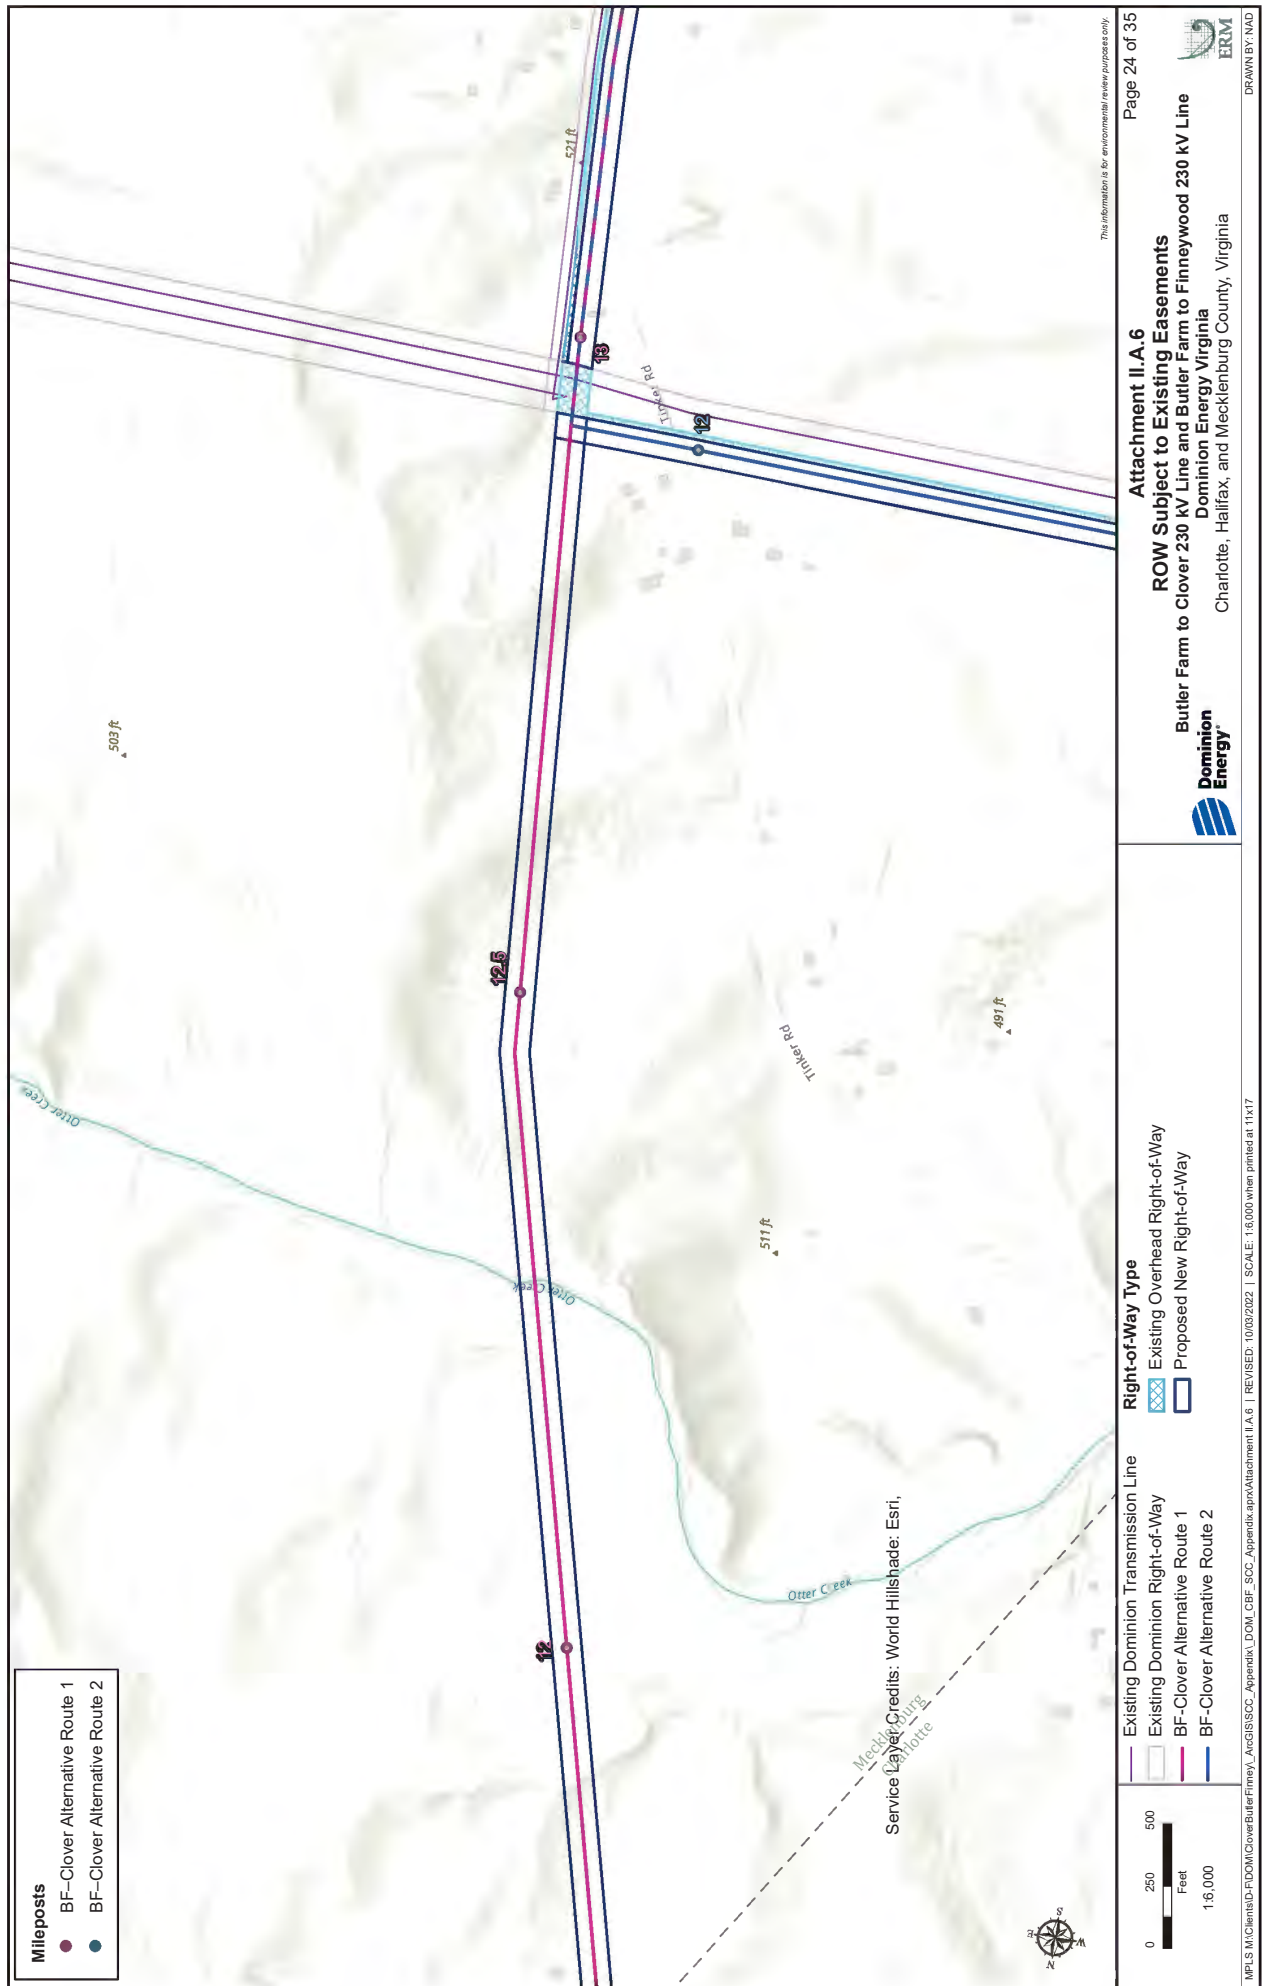 Mileposts
BF–Clover Alternative Route 1
BF–Clover Alternative Route 2
Otter Creek
503 ft
521 ft
12.5
Otter Creek
12
13
Tinker Rd
12
511 ft
Tinker Rd
491 ft
Otter Creek
Service Layer Credits: World Hillshade: Esri,
Mecklenburg
Charlotte
N
E
S
W
This information is for environmental review purposes only.
0 250 500
Feet
1:6,000
Existing Dominion Transmission Line
Existing Dominion Right-of-Way
BF-Clover Alternative Route 1
BF-Clover Alternative Route 2
Right-of-Way Type
Existing Overhead Right-of-Way
Proposed New Right-of-Way
Attachment II.A.6
Page 24 of 35
ROW Subject to Existing Easements
Butler Farm to Clover 230 kV Line and Butler Farm to Finneywood 230 kV Line
Dominion Energy Virginia
Charlotte, Halifax, and Mecklenburg County, Virginia
Dominion
Energy®
ERM
MPLS M:\Clients\D-F\DOM\CloverButlerFinney\_ArcGIS\SCC_Appendix\_DOM_CBF_SCC_Appendix.aprx\Attachment II.A.6 | REVISED: 10/03/2022 | SCALE: 1:6,000 when printed at 11x17
DRAWN BY: NAD